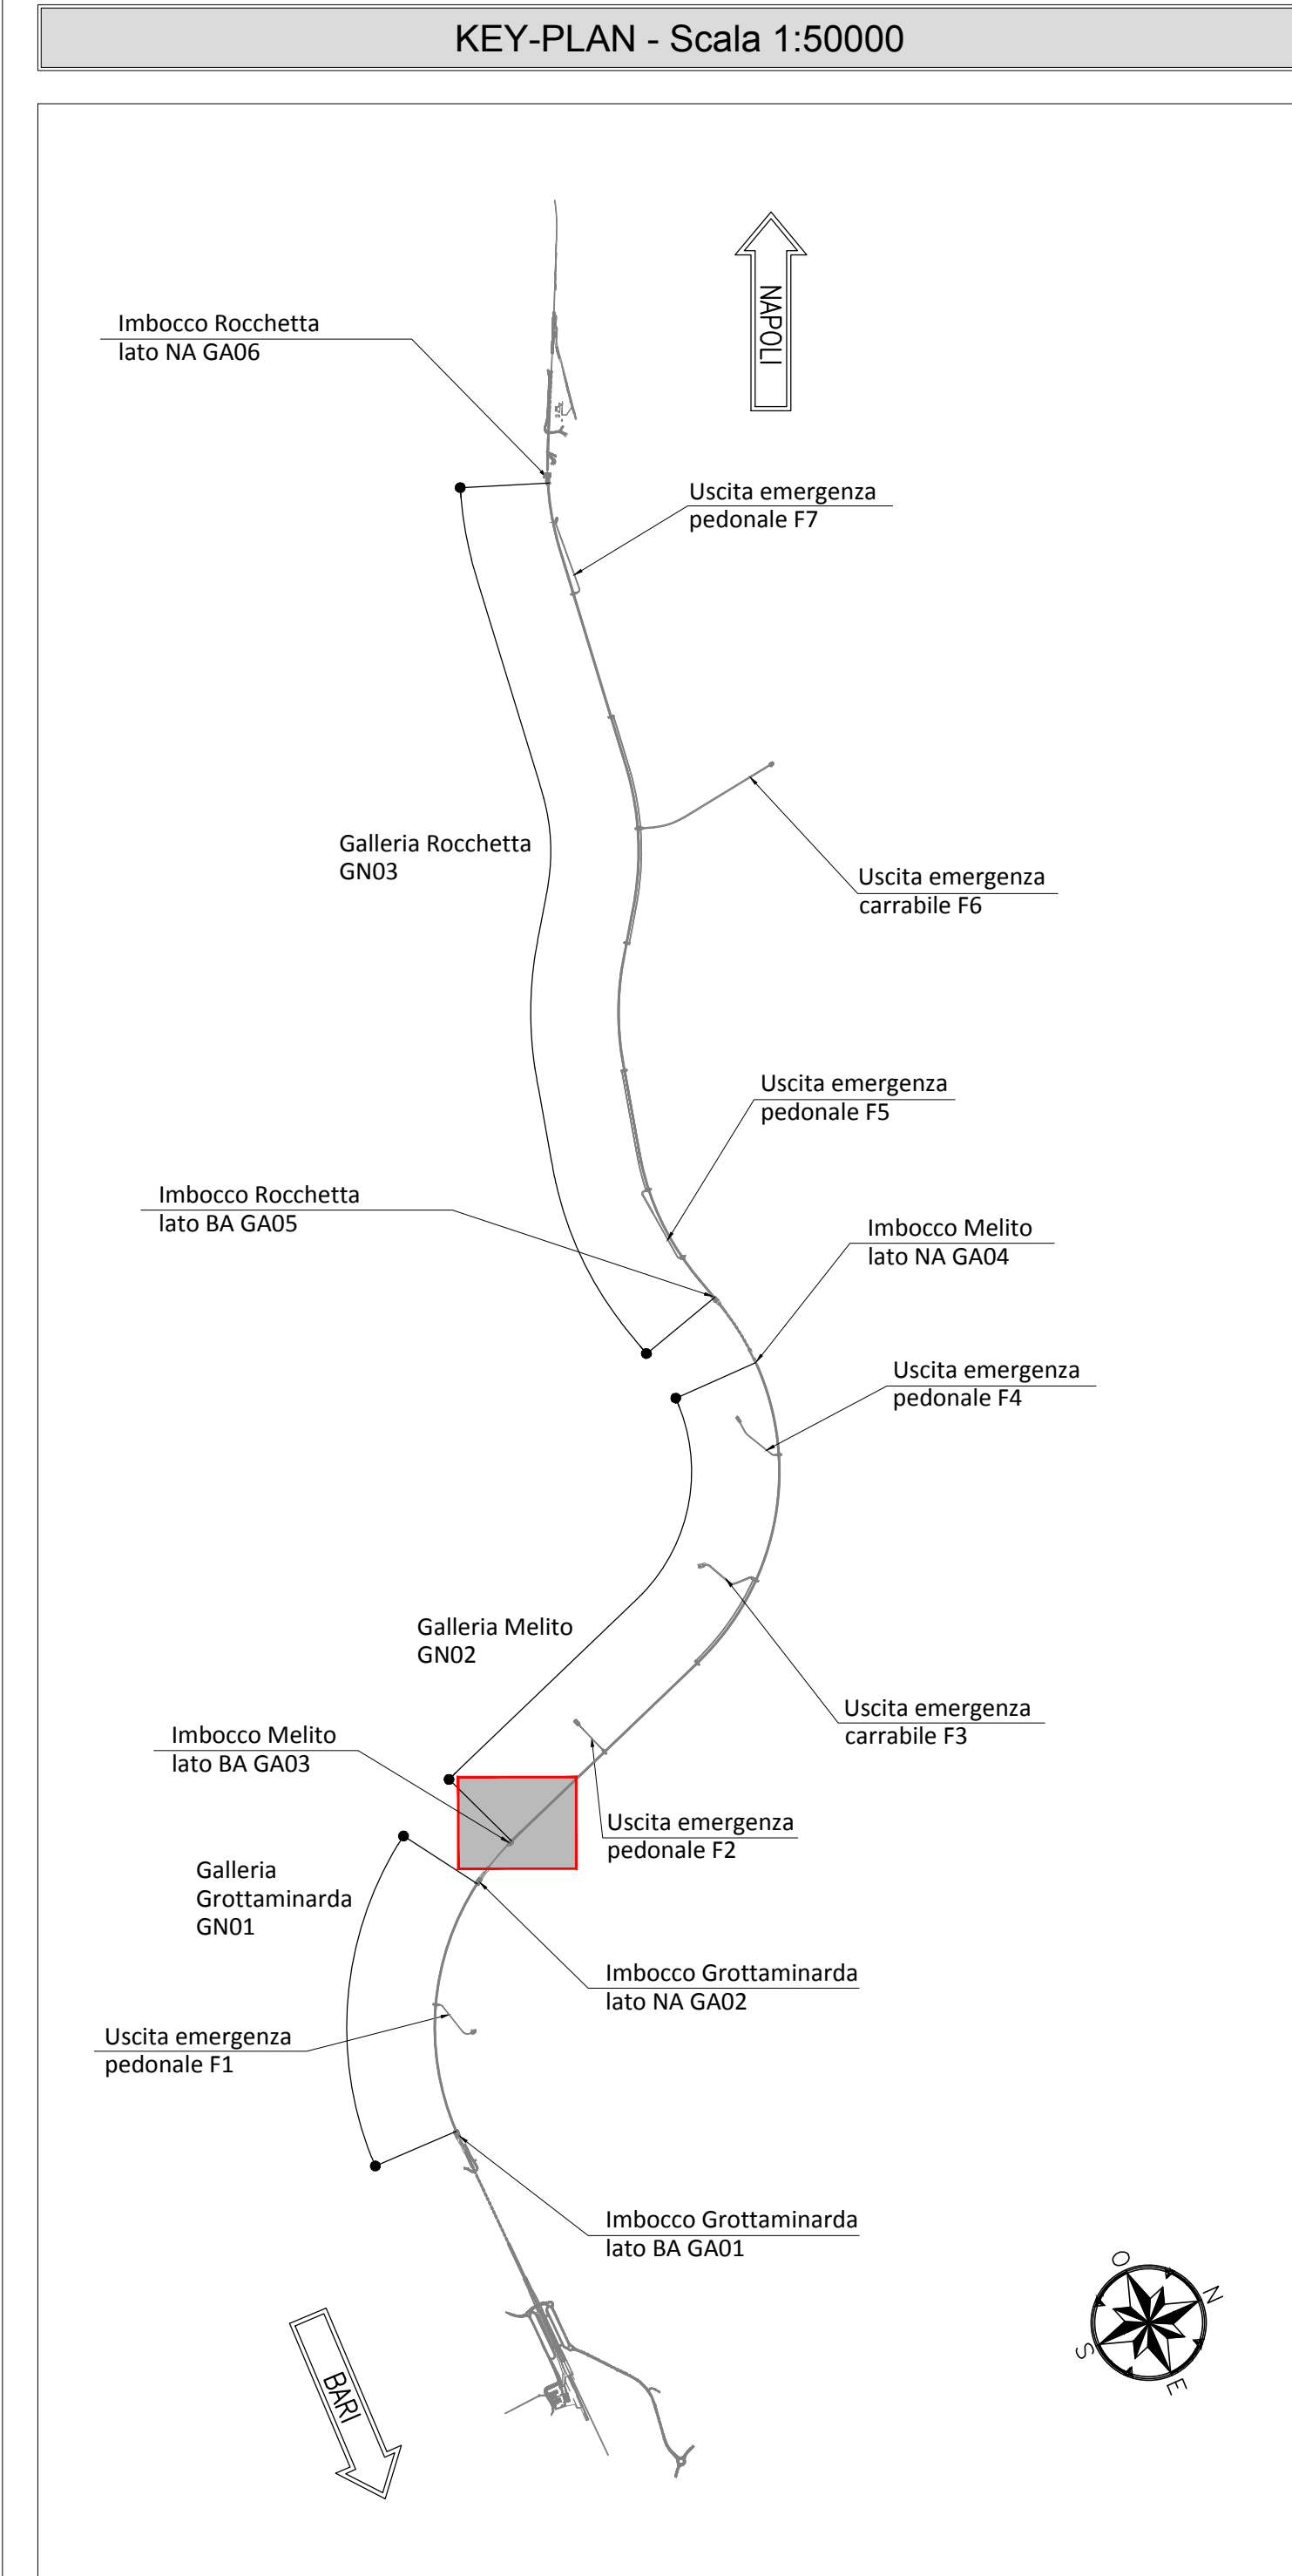 KEY-PLAN - Scala 1:50000
NAPOLI
Imbocco Rocchetta
lato NA GA06
Uscita emergenza
pedonale F7
Galleria Rocchetta
GN03
Uscita emergenza
carrabile F6
Uscita emergenza
pedonale F5
Imbocco Rocchetta
lato BA GA05
Imbocco Melito
lato NA GA04
Uscita emergenza
pedonale F4
Galleria Melito
GN02
Uscita emergenza
carrabile F3
Imbocco Melito
lato BA GA03
Uscita emergenza
pedonale F2
Galleria
Grottaminarda
GN01
Imbocco Grottaminarda
lato NA GA02
Uscita emergenza
pedonale F1
Imbocco Grottaminarda
lato BA GA01
O
N
S
E
BARI